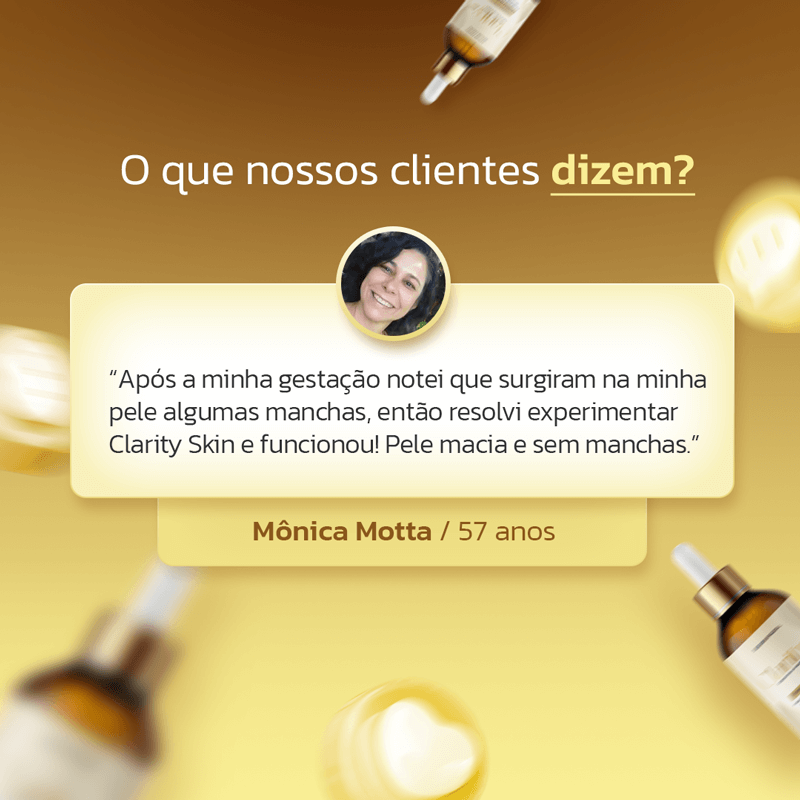 O que nossos clientes dizem?
“Após a minha gestação notei que surgiram na minha
pele algumas manchas, então resolvi experimentar
Clarity Skin e funcionou! Pele macia e sem manchas.”
Mônica Motta / 57 anos